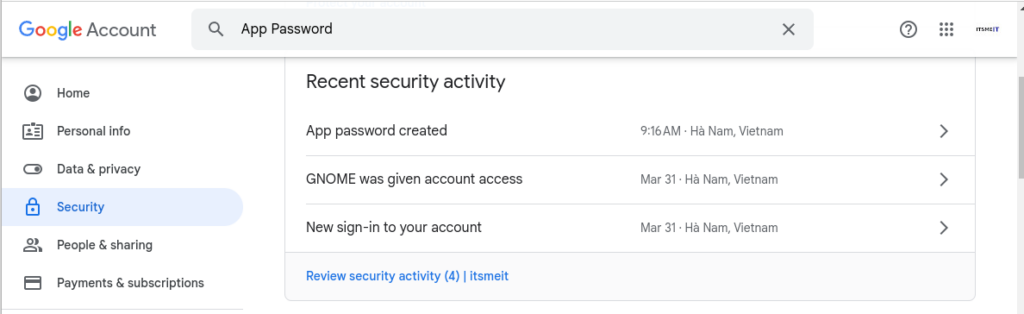 Google Account
App Password
ITSMEIT
Recent security activity
Home
Personal info
Data & privacy
Security
People & sharing
Payments & subscriptions
App password created 9:16 AM · Hà Nam, Vietnam
GNOME was given account access Mar 31 · Hà Nam, Vietnam
New sign-in to your account Mar 31 · Hà Nam, Vietnam
Review security activity (4) | itsmeit